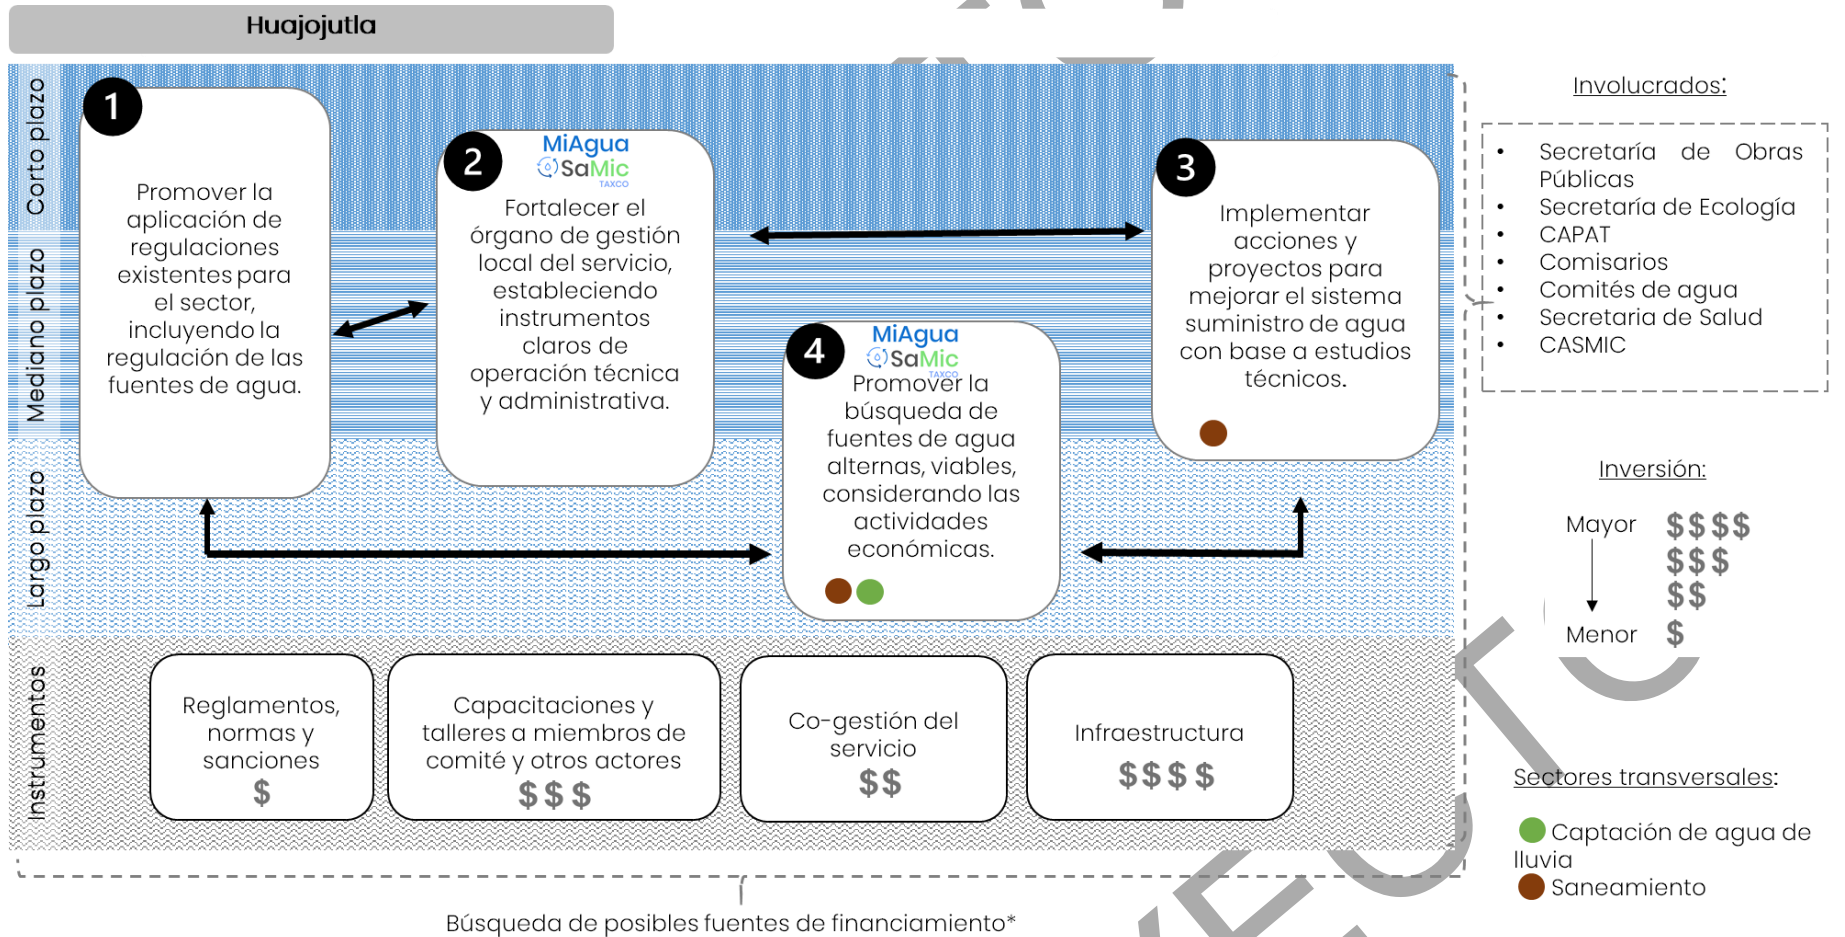 Huajojutla
Corto plazo
Mediano plazo
Largo plazo
Instrumentos
1
Promover la
aplicación de
regulaciones
existentes para
el sector,
incluyendo la
regulación de las
fuentes de agua.
2
MiAgua
SaMic
TAXCO
Fortalecer el
órgano de gestión
local del servicio,
estableciendo
instrumentos
claros de
operación técnica
y administrativa.
3
Implementar
acciones y
proyectos para
mejorar el sistema
suministro de agua
con base a estudios
técnicos.
4
MiAgua
SaMic
TAXCO
Promover la
búsqueda de
fuentes de agua
alternas, viables,
considerando las
actividades
económicas.
Reglamentos,
normas y
sanciones
$
Capacitaciones y
talleres a miembros de
comité y otros actores
$$$
Co-gestión del
servicio
$$
Infraestructura
$$$$
Búsqueda de posibles fuentes de financiamiento*
Involucrados:
• Secretaría de Obras
Públicas
• Secretaría de Ecología
• CAPAT
• Comisarios
• Comités de agua
• Secretaria de Salud
• CASMIC
Inversión:
Mayor $$$$
$$$
$$
Menor $
Sectores transversales:
Captación de agua de
lluvia
Saneamiento